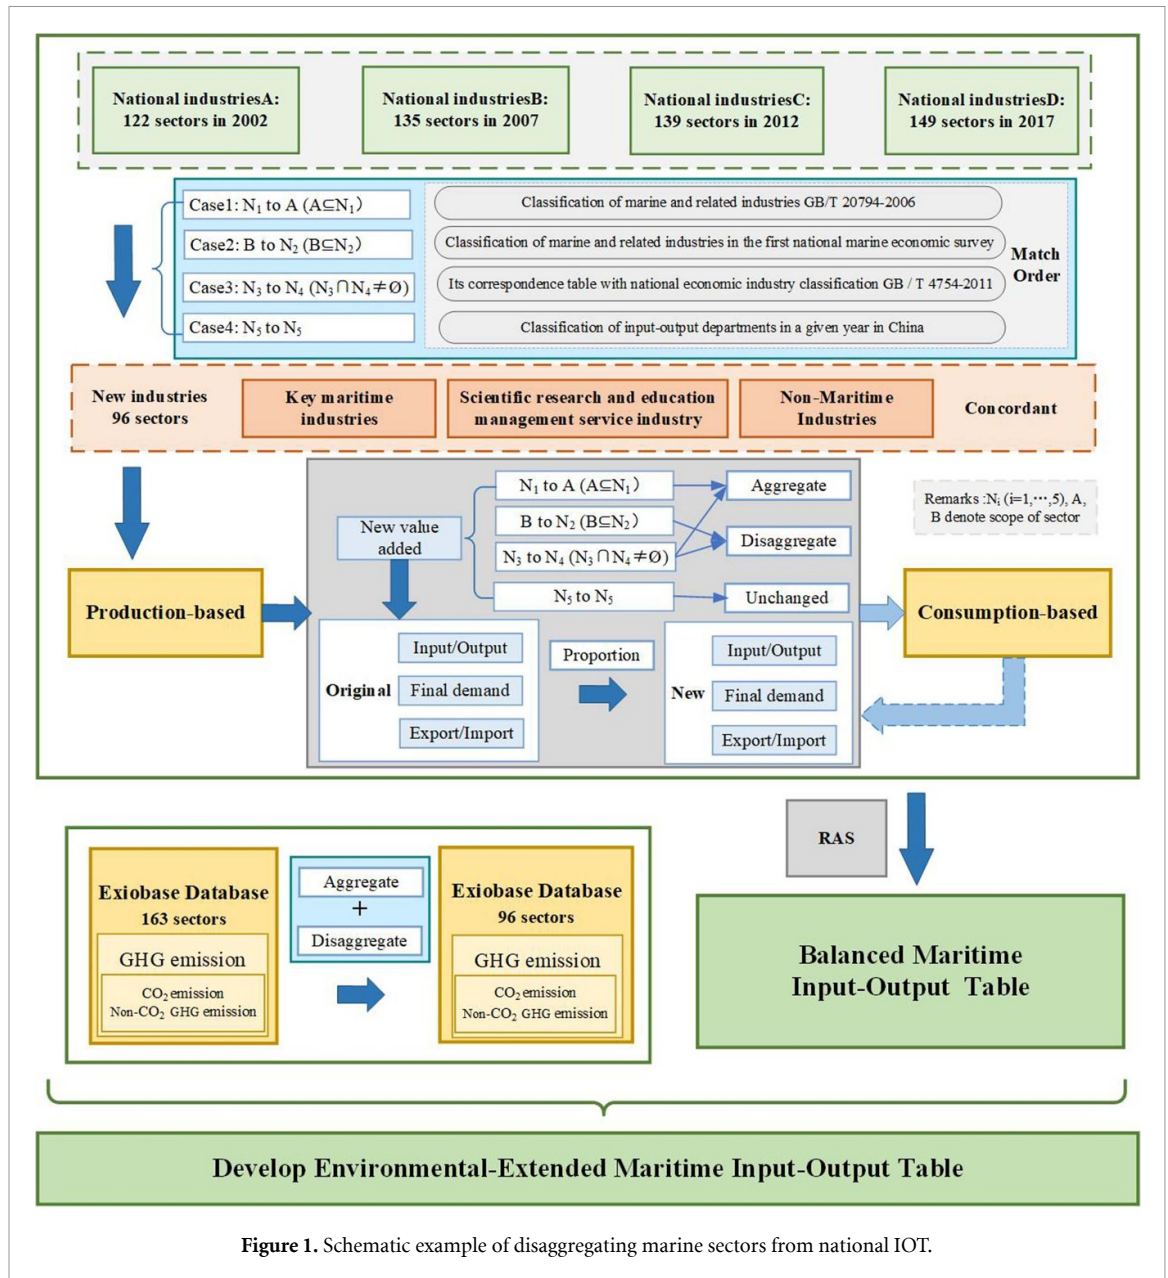 National industriesA:
122 sectors in 2002
National industriesB:
135 sectors in 2007
National industriesC:
139 sectors in 2012
National industriesD:
149 sectors in 2017
Case1: N₁ to A (A⊆N₁)
Case2: B to N₂ (B⊆N₂)
Case3: N₃ to N₄ (N₃∩N₄≠Ø)
Case4: N₅ to N₅
Classification of marine and related industries GB/T 20794-2006
Classification of marine and related industries in the first national marine economic survey
Its correspondence table with national economic industry classification GB / T 4754-2011
Classification of input-output departments in a given year in China
Match
Order
New industries
96 sectors
Key maritime
industries
Scientific research and education
management service industry
Non-Maritime
Industries
Concordant
New value
added
N₁ to A (A⊆N₁)
B to N₂ (B⊆N₂)
N₃ to N₄ (N₃∩N₄≠Ø)
N₅ to N₅
Aggregate
Disaggregate
Unchanged
Remarks :Nᵢ (i=1,⋯,5), A,
B denote scope of sector
Production-based
Consumption-based
Original
Input/Output
Final demand
Export/Import
Proportion
New
Input/Output
Final demand
Export/Import
RAS
Exiobase Database
163 sectors
GHG emission
CO₂ emission
Non-CO₂ GHG emission
Aggregate
+
Disaggregate
Exiobase Database
96 sectors
GHG emission
CO₂ emission
Non-CO₂ GHG emission
Balanced Maritime
Input-Output Table
Develop Environmental-Extended Maritime Input-Output Table
Figure 1. Schematic example of disaggregating marine sectors from national IOT.